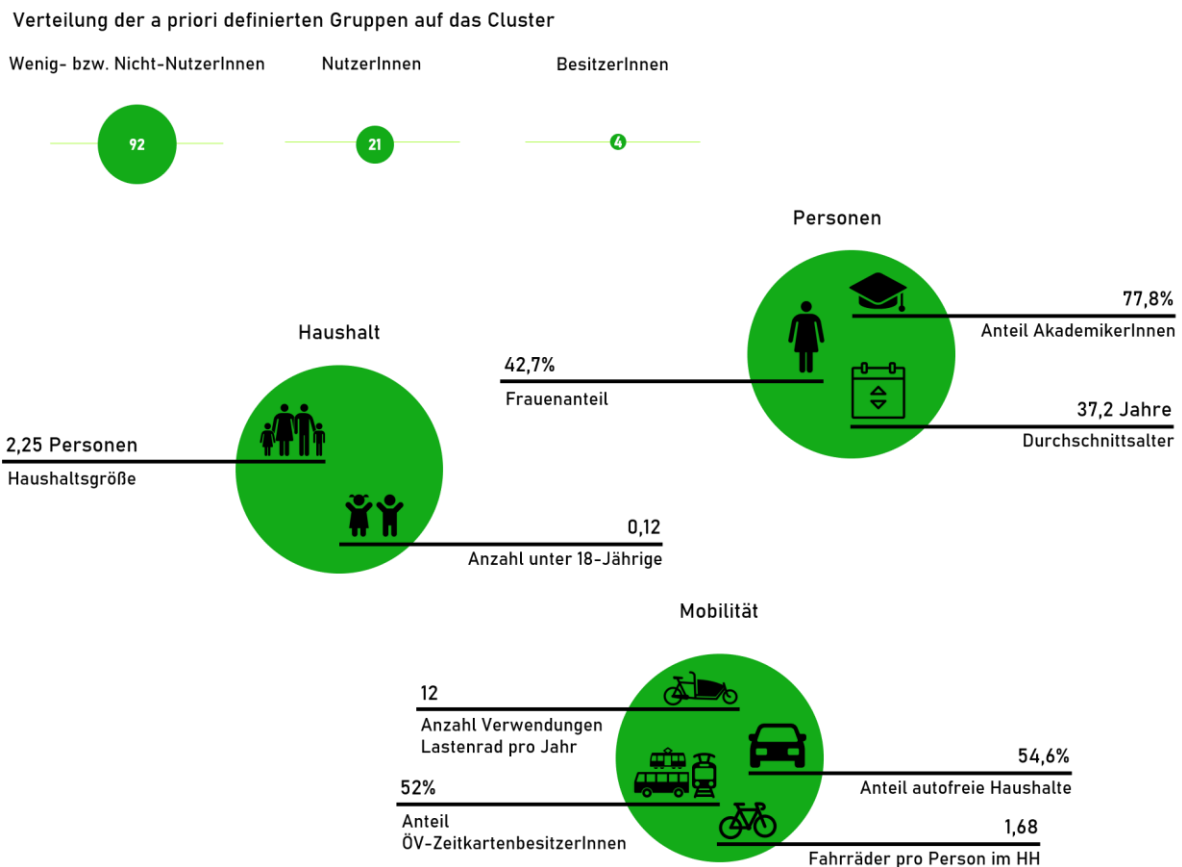 Verteilung der a priori definierten Gruppen auf das Cluster
Wenig- bzw. Nicht-NutzerInnen
NutzerInnen
BesitzerInnen
92
21
4
Personen
77,8%
Anteil AkademikerInnen
Haushalt
42,7%
Frauenanteil
37,2 Jahre
Durchschnittsalter
2,25 Personen
Haushaltsgröße
0,12
Anzahl unter 18-Jährige
Mobilität
12
Anzahl Verwendungen
Lastenrad pro Jahr
54,6%
Anteil autofreie Haushalte
52%
Anteil
ÖV-ZeitkartenbesitzerInnen
1,68
Fahrräder pro Person im HH